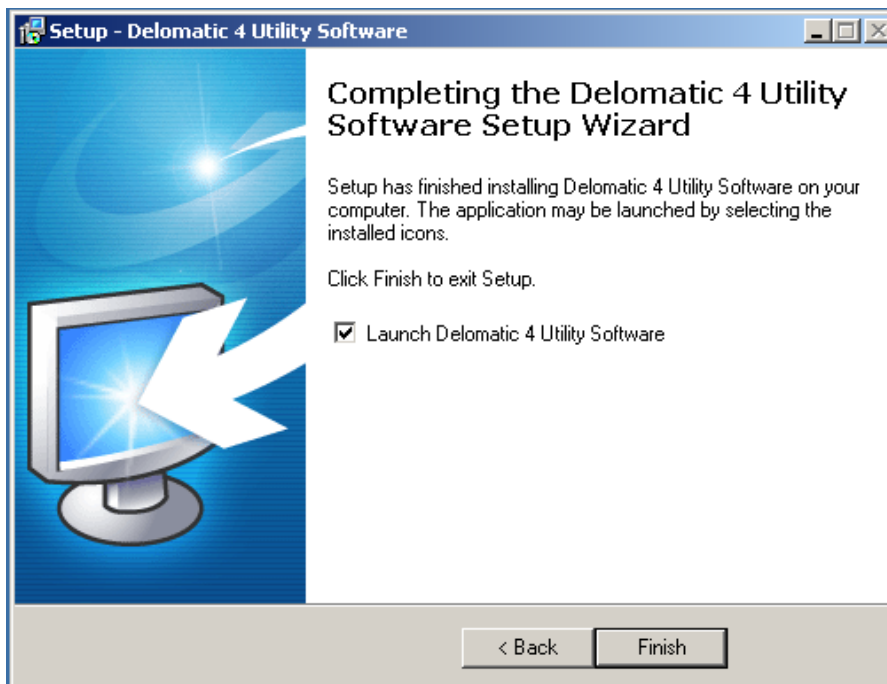 Setup - Delomatic 4 Utility Software
Completing the Delomatic 4 Utility
Software Setup Wizard
Setup has finished installing Delomatic 4 Utility Software on your
computer. The application may be launched by selecting the
installed icons.
Click Finish to exit Setup.
Launch Delomatic 4 Utility Software
< Back
Finish